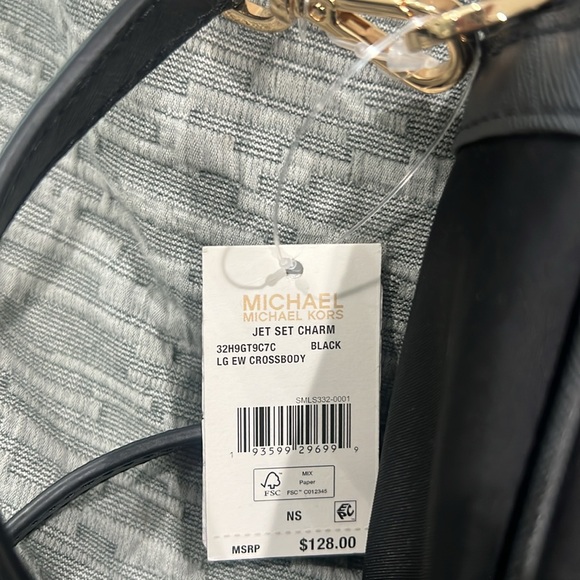 MICHAEL
MICHAEL KORS
JET SET CHARM
32H9GT9C7C BLACK
LG EW CROSSBODY
SMLS332-0001
1 93599 29699 9
FSC
MIX
Paper
FSC™ C012345
NS
MSRP $128.00